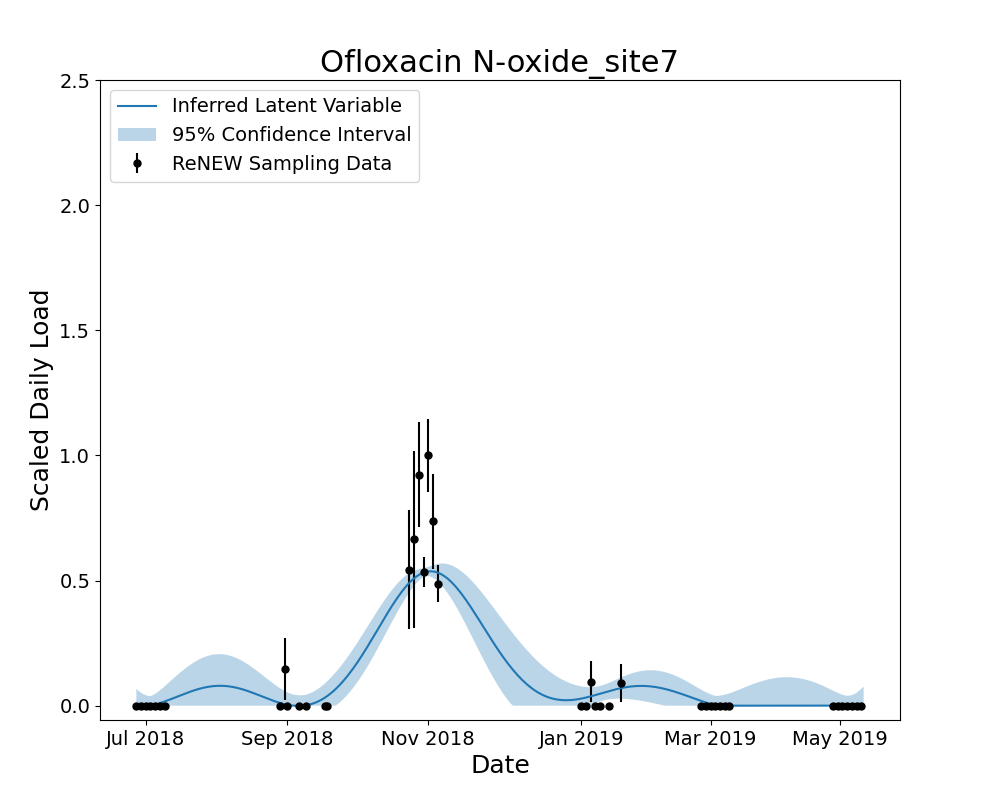 Ofloxacin N-oxide_site7
2.5
Inferred Latent Variable
95% Confidence Interval
ReNEW Sampling Data
2.0
1.5
1.0
0.5
0.0
Scaled Daily Load
Jul 2018
Sep 2018
Nov 2018
Jan 2019
Mar 2019
May 2019
Date